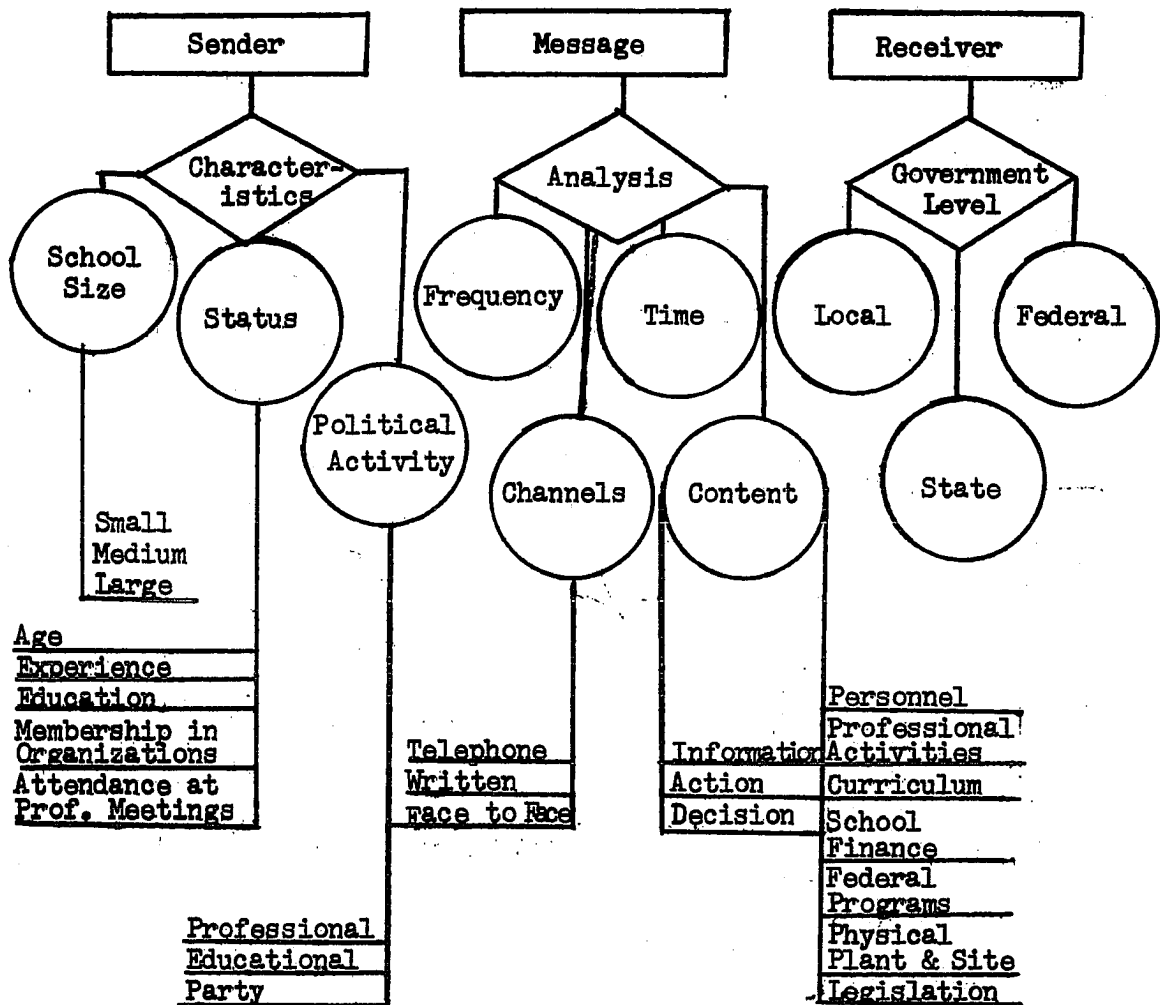 Sender
Message
Receiver
Character-
istics
Analysis
Government
Level
School
Size
Status
Political
Activity
Frequency
Time
Channels
Content
Local
Federal
State
Small
Medium
Large
Age
Experience
Education
Membership in
Organizations
Attendance at
Prof. Meetings
Professional
Educational
Party
Telephone
Written
Face to Face
Information
Action
Decision
Personnel
Professional
Activities
Curriculum
School
Finance
Federal
Programs
Physical
Plant & Site
Legislation